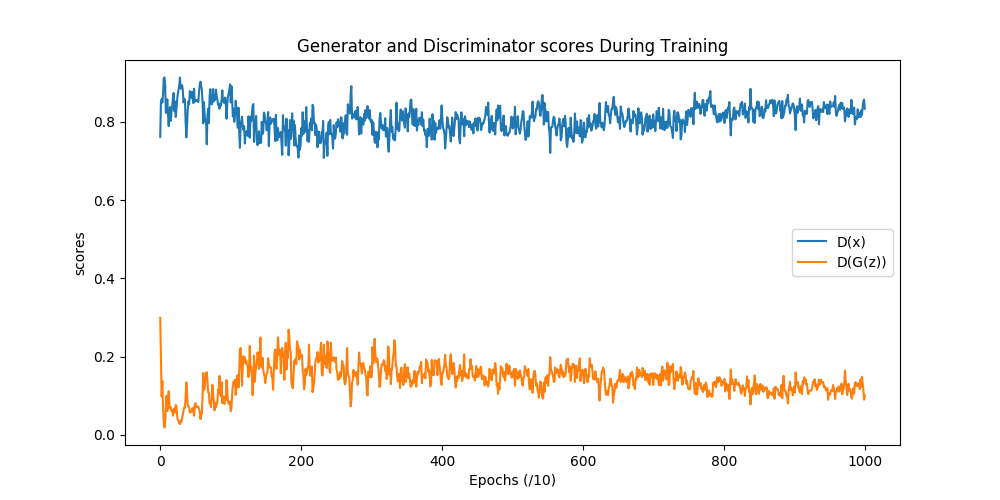 Generator and Discriminator scores During Training
scores
0.8
0.6
0.4
0.2
0.0
D(x)
D(G(z))
0 200 400 600 800 1000
Epochs (/10)